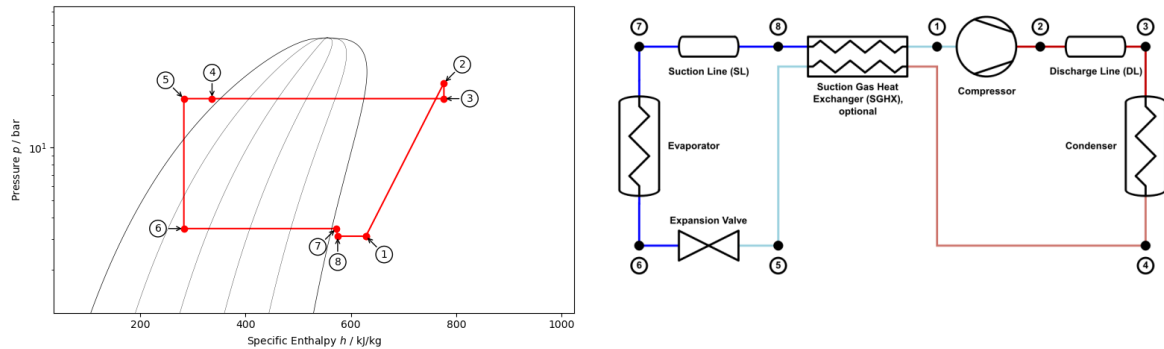 5
4
2
3
10¹
6
7
8
1
Pressure p / bar
200
400
600
800
1000
Specific Enthalpy h / kJ/kg
7
8
1
2
3
Suction Line (SL)
Suction Gas Heat
Exchanger (SGHX),
optional
Compressor
Discharge Line (DL)
Evaporator
Condenser
Expansion Valve
6
5
4